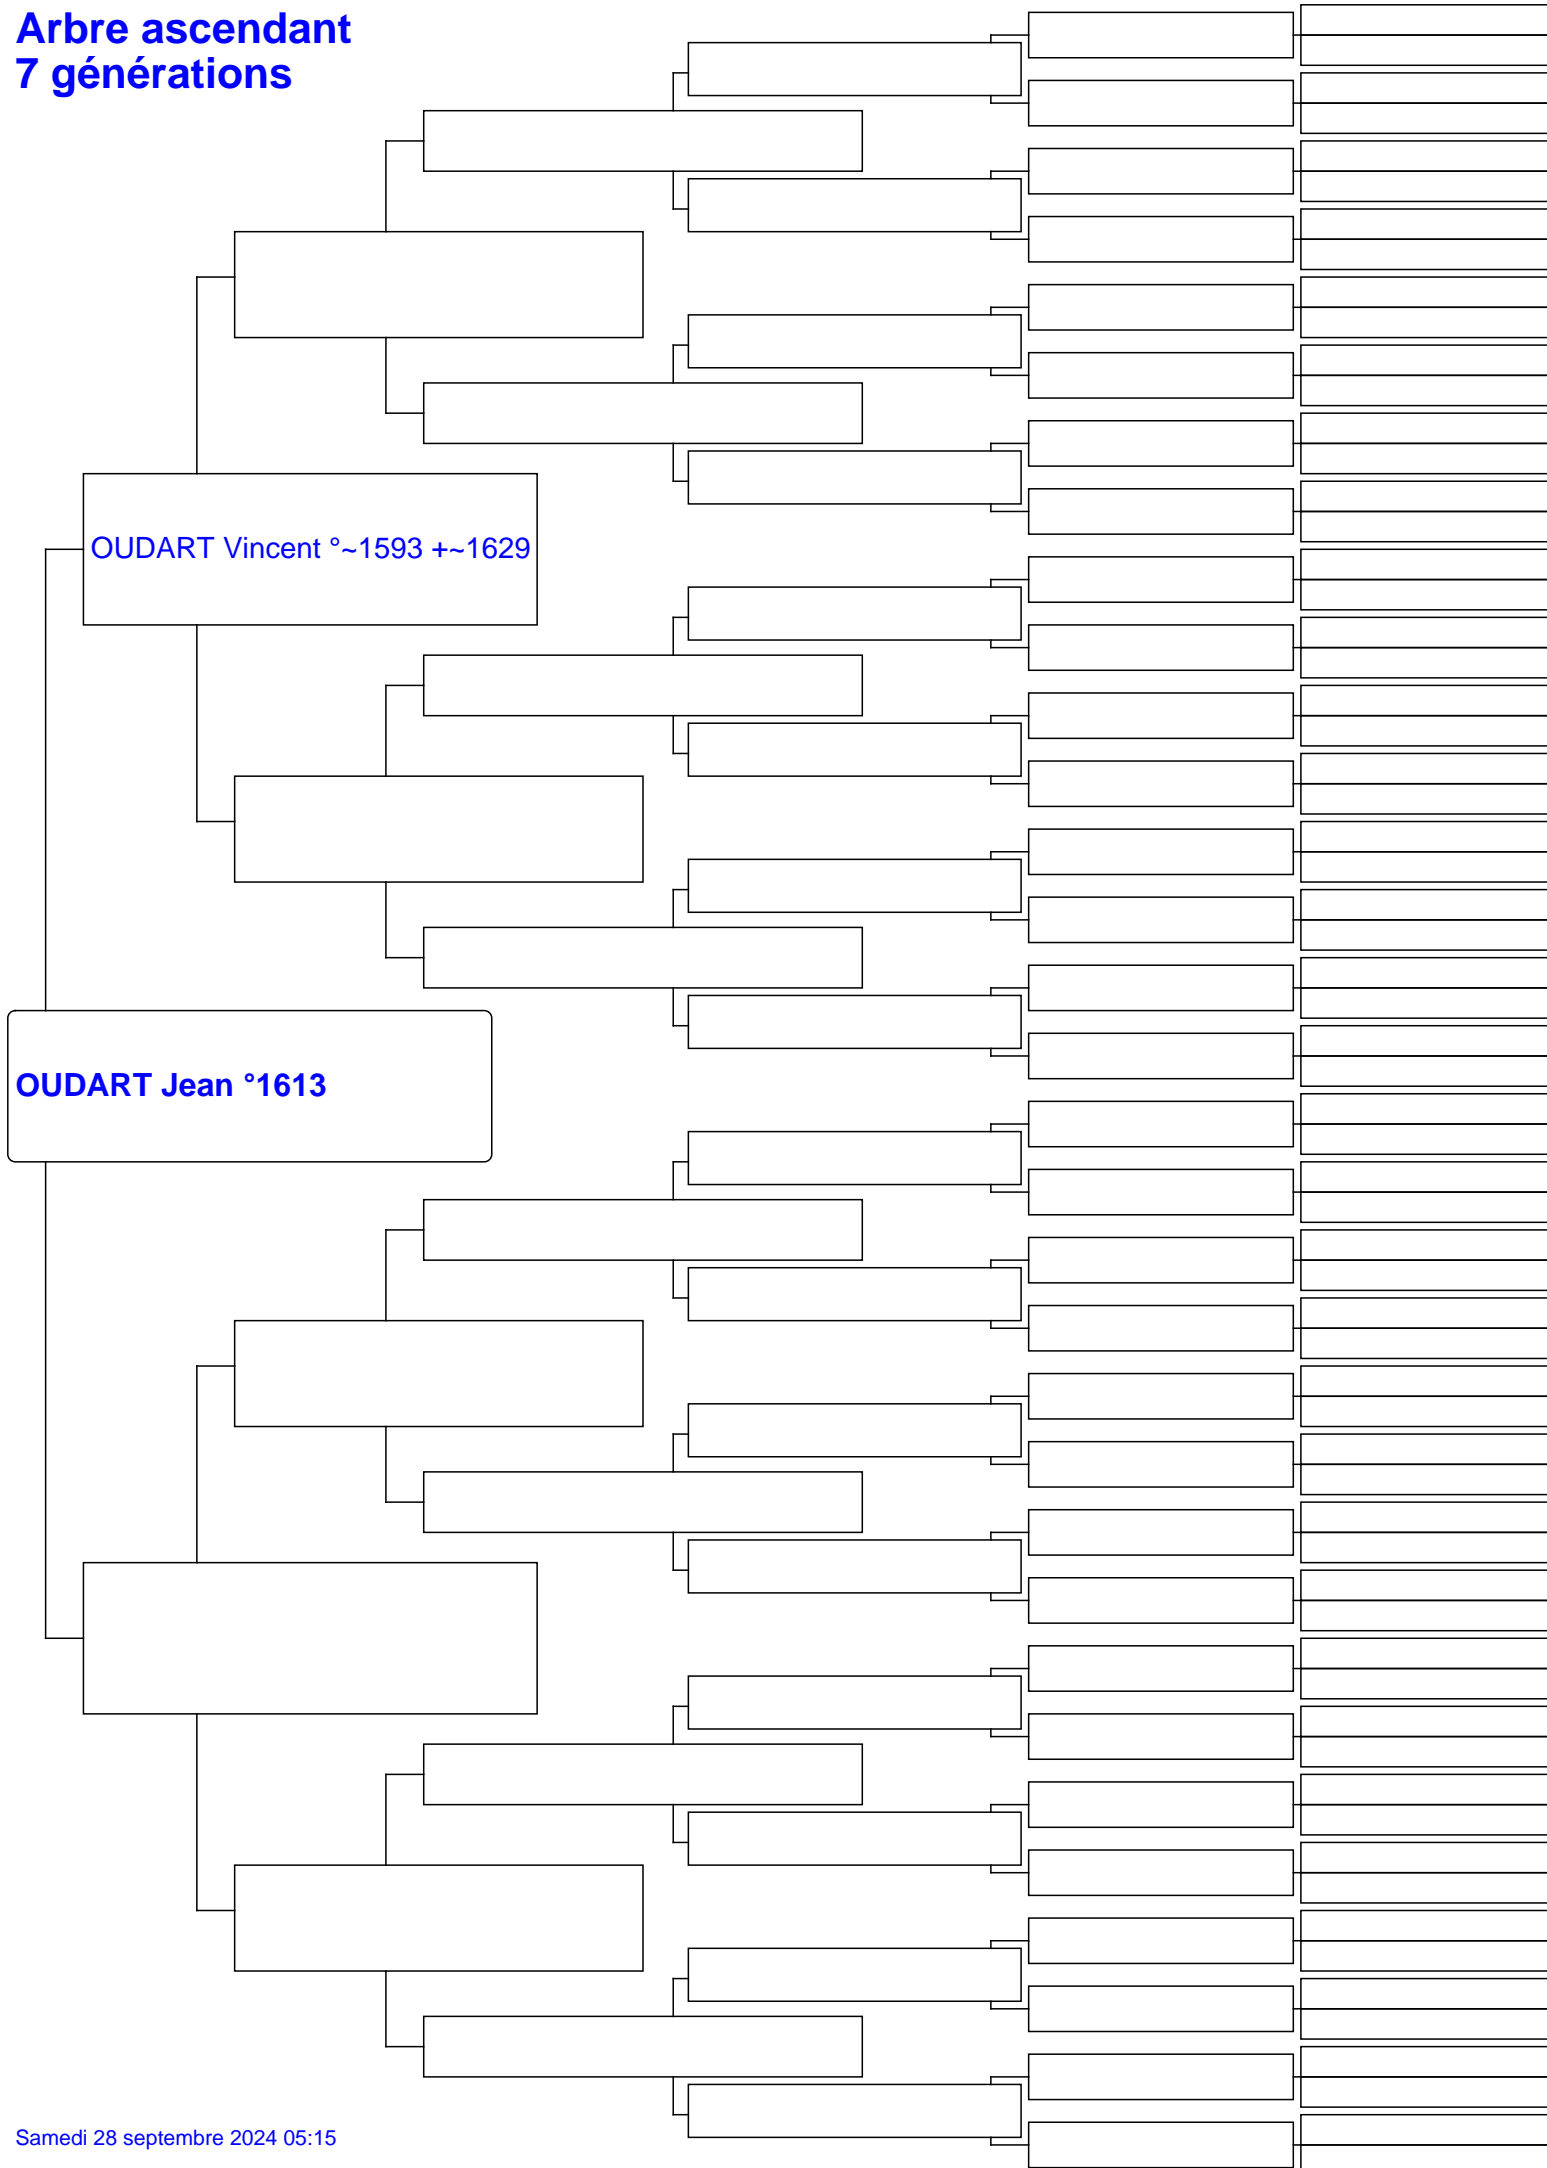 Arbre ascendant
7 générations
OUDART Vincent °~1593 +~1629
OUDART Jean °1613
Samedi 28 septembre 2024 05:15